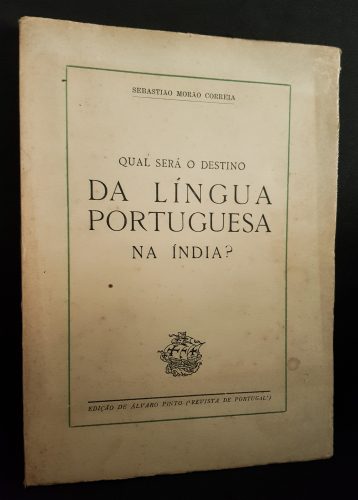 SEBASTIÃO MORÃO CORREIA
QUAL SERÁ O DESTINO
DA LÍNGUA
PORTUGUESA
NA ÍNDIA?
EDIÇÃO DE ÁLVARO PINTO («REVISTA DE PORTUGAL»)